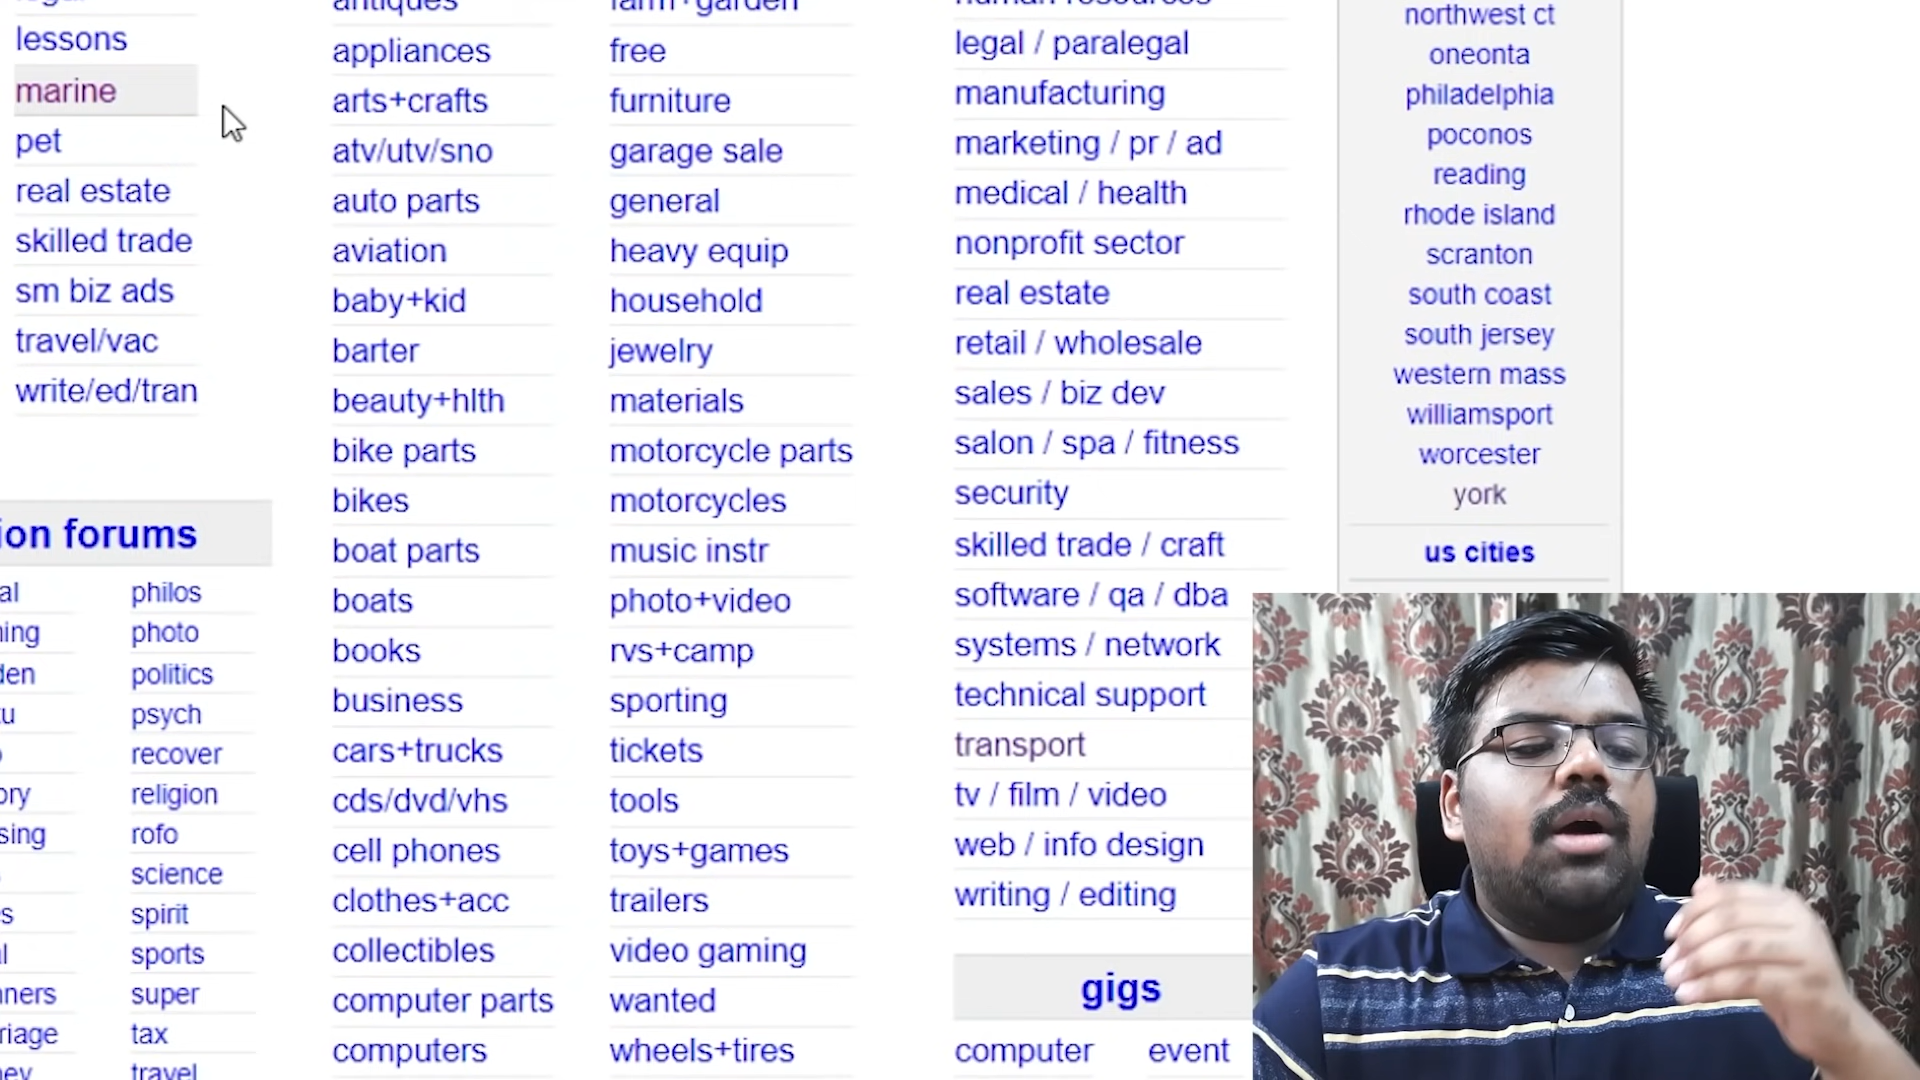 lessons
marine
pet
real estate
skilled trade
sm biz ads
travel/vac
write/ed/tran
ion forums
philos
photo
politics
psych
recover
religion
rofo
science
spirit
sports
super
tax
travel
antiques
appliances
arts+crafts
atv/utv/sno
auto parts
aviation
baby+kid
barter
beauty+hlth
bike parts
bikes
boat parts
boats
books
business
cars+trucks
cds/dvd/vhs
cell phones
clothes+acc
collectibles
computer parts
computers
farm+garden
free
furniture
garage sale
general
heavy equip
household
jewelry
materials
motorcycle parts
motorcycles
music instr
photo+video
rvs+camp
sporting
tickets
tools
toys+games
trailers
video gaming
wanted
wheels+tires
human resources
legal / paralegal
manufacturing
marketing / pr / ad
medical / health
nonprofit sector
real estate
retail / wholesale
sales / biz dev
salon / spa / fitness
security
skilled trade / craft
software / qa / dba
systems / network
technical support
transport
tv / film / video
web / info design
writing / editing
gigs
computer event
northwest ct
oneonta
philadelphia
poconos
reading
rhode island
scranton
south coast
south jersey
western mass
williamsport
worcester
york
us cities